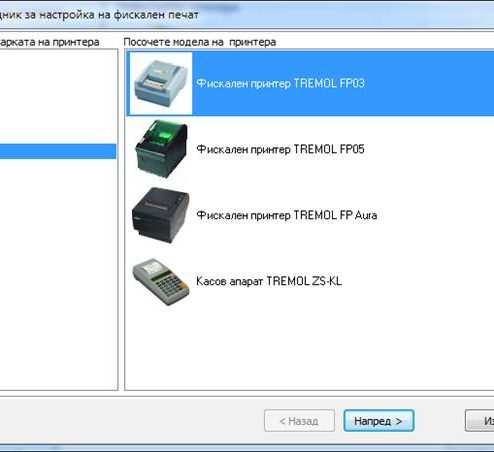 дник за настройка на фискален печат
арката на принтера
Посочете модела на принтера
Фискален принтер TREMOL FP03
Фискален принтер TREMOL FP05
Фискален принтер TREMOL FP Aura
Касов апарат TREMOL ZS-KL
< Назад
Напред >
Из